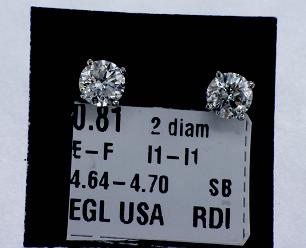 0.81 2 diam
E-F I1-I1
4.64-4.70 SB
EGL USA RDI